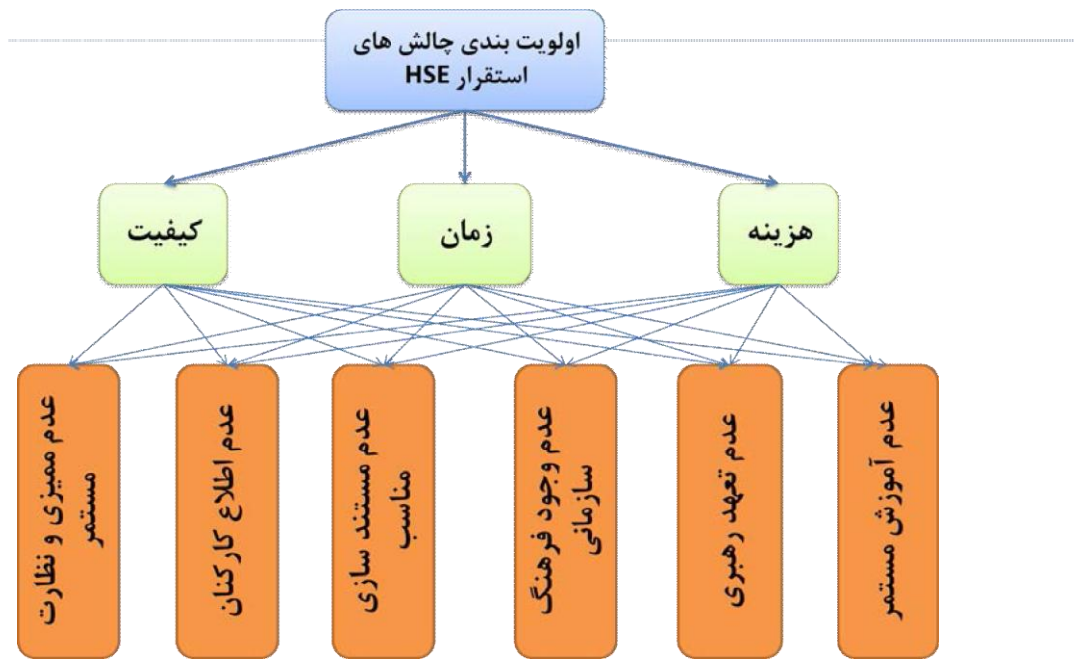 اولویت بندی چالش های
استقرار HSE
هزینه
زمان
کیفیت
عدم آموزش مستمر
عدم تعهد رهبری
عدم وجود فرهنگ
سازمانی
عدم مستند سازی
مناسب
عدم اطلاع کارکنان
عدم ممیزی و نظارت
مستمر